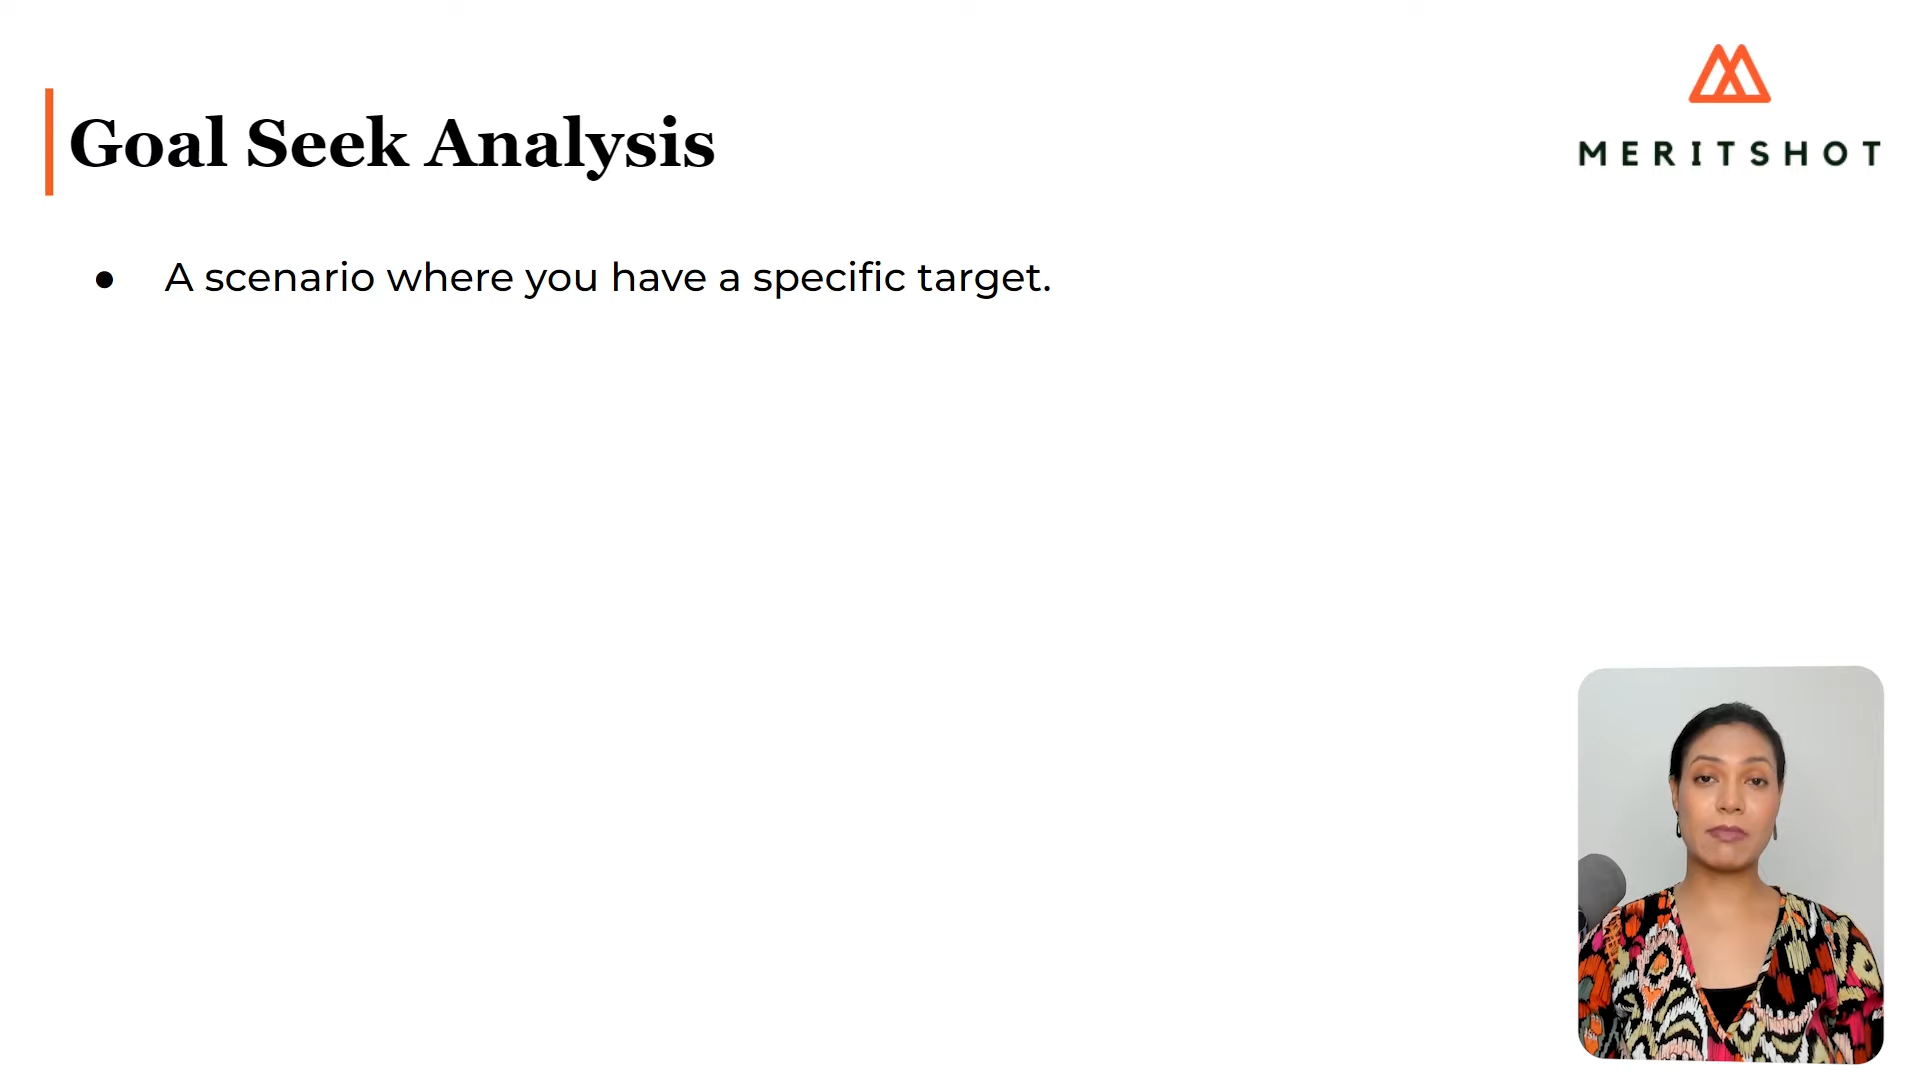 MERITSHOT
Goal Seek Analysis
● A scenario where you have a specific target.